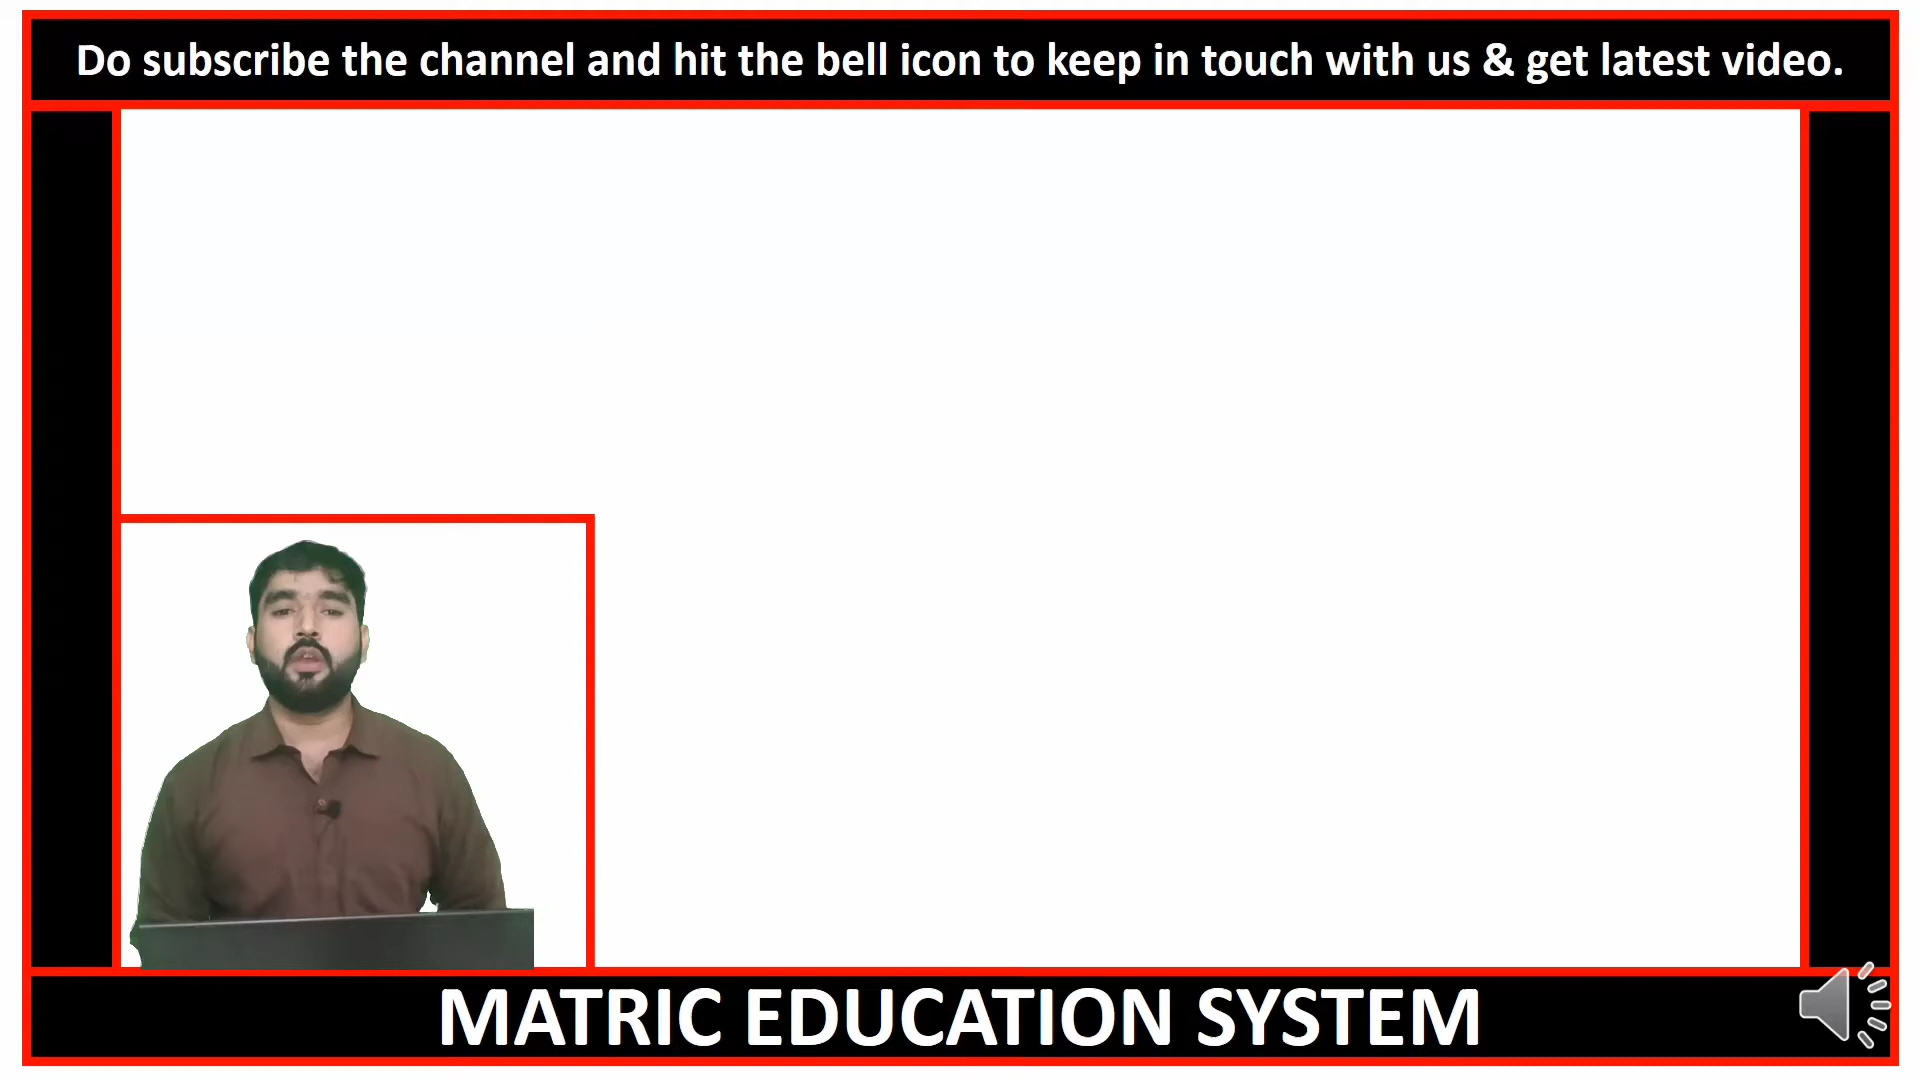 Do subscribe the channel and hit the bell icon to keep in touch with us & get latest video.
MATRIC EDUCATION SYSTEM